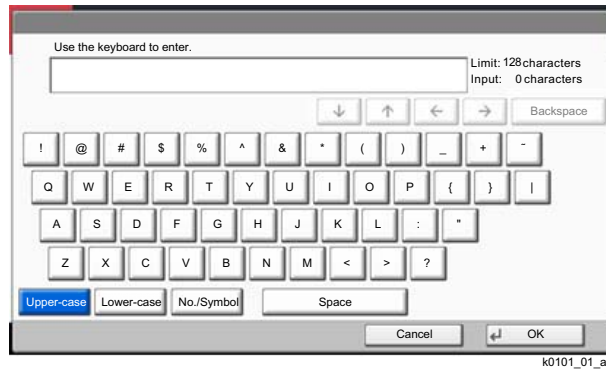 Use the keyboard to enter.
Limit: 128 characters
Input: 0 characters
↓ ↑ ← → Backspace
! @ # $ % ^ & * ( ) _ + ~
Q W E R T Y U I O P { } |
A S D F G H J K L : "
Z X C V B N M < > ?
Upper-case Lower-case No./Symbol Space
Cancel ↵ OK
k0101_01_a